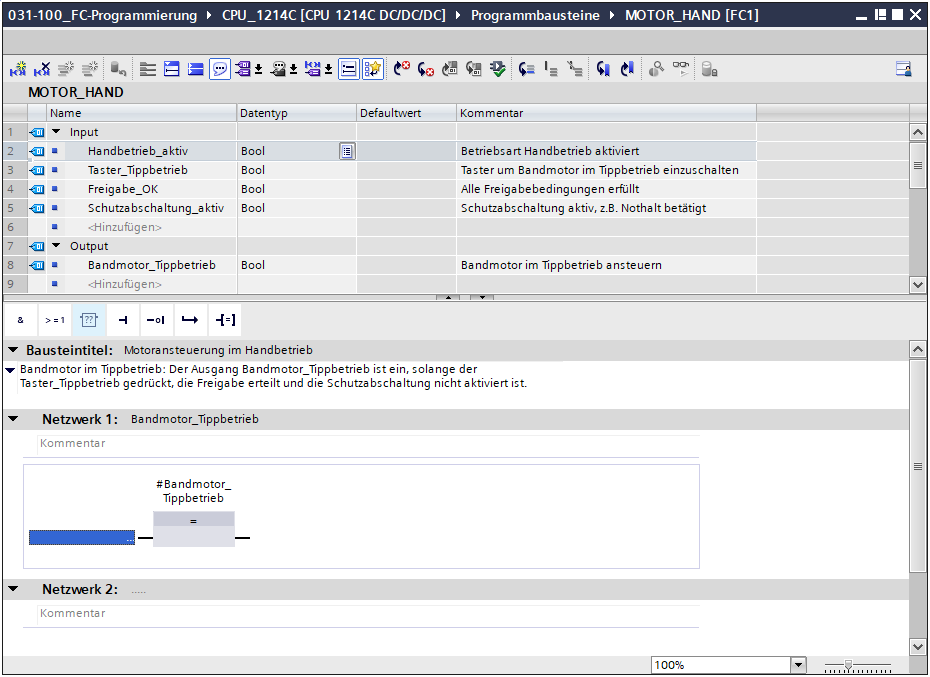 031-100_FC-Programmierung ▸ CPU_1214C [CPU 1214C DC/DC/DC] ▸ Programmbausteine ▸ MOTOR_HAND [FC1]
MOTOR_HAND
Name Datentyp Defaultwert Kommentar
1 Input
2 Handbetrieb_aktiv Bool Betriebsart Handbetrieb aktiviert
3 Taster_Tippbetrieb Bool Taster um Bandmotor im Tippbetrieb einzuschalten
4 Freigabe_OK Bool Alle Freigabebedingungen erfüllt
5 Schutzabschaltung_aktiv Bool Schutzabschaltung aktiv, z.B. Nothalt betätigt
6 <Hinzufügen>
7 Output
8 Bandmotor_Tippbetrieb Bool Bandmotor im Tippbetrieb ansteuern
9 <Hinzufügen>
& >=1 ?? –| –o| ↦ –[=]
Bausteintitel: Motoransteuerung im Handbetrieb
Bandmotor im Tippbetrieb: Der Ausgang Bandmotor_Tippbetrieb ist ein, solange der
Taster_Tippbetrieb gedrückt, die Freigabe erteilt und die Schutzabschaltung nicht aktiviert ist.
Netzwerk 1: Bandmotor_Tippbetrieb
Kommentar
#Bandmotor_
Tippbetrieb
=
...
Netzwerk 2: .....
Kommentar
100%